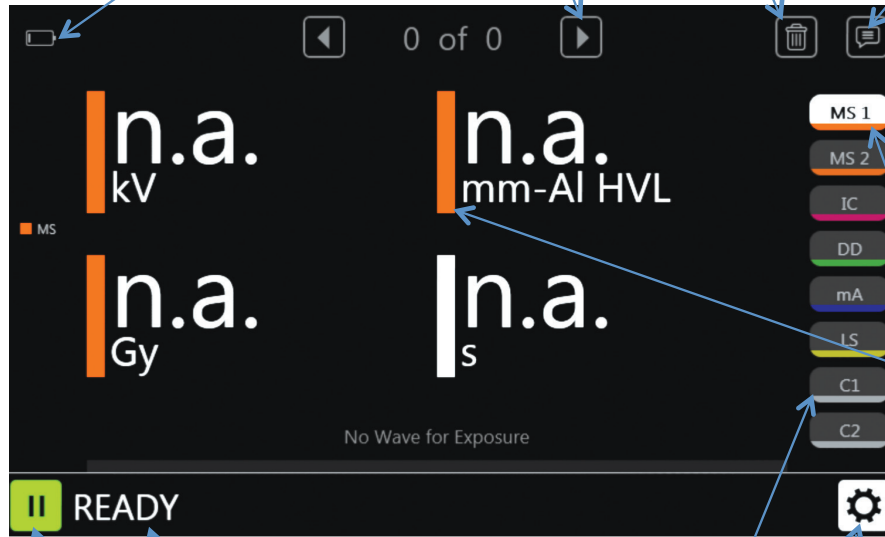 0 of 0
n.a.
kV
n.a.
mm-Al HVL
MS
n.a.
Gy
n.a.
s
MS 1
MS 2
IC
DD
mA
LS
C1
C2
No Wave for Exposure
READY